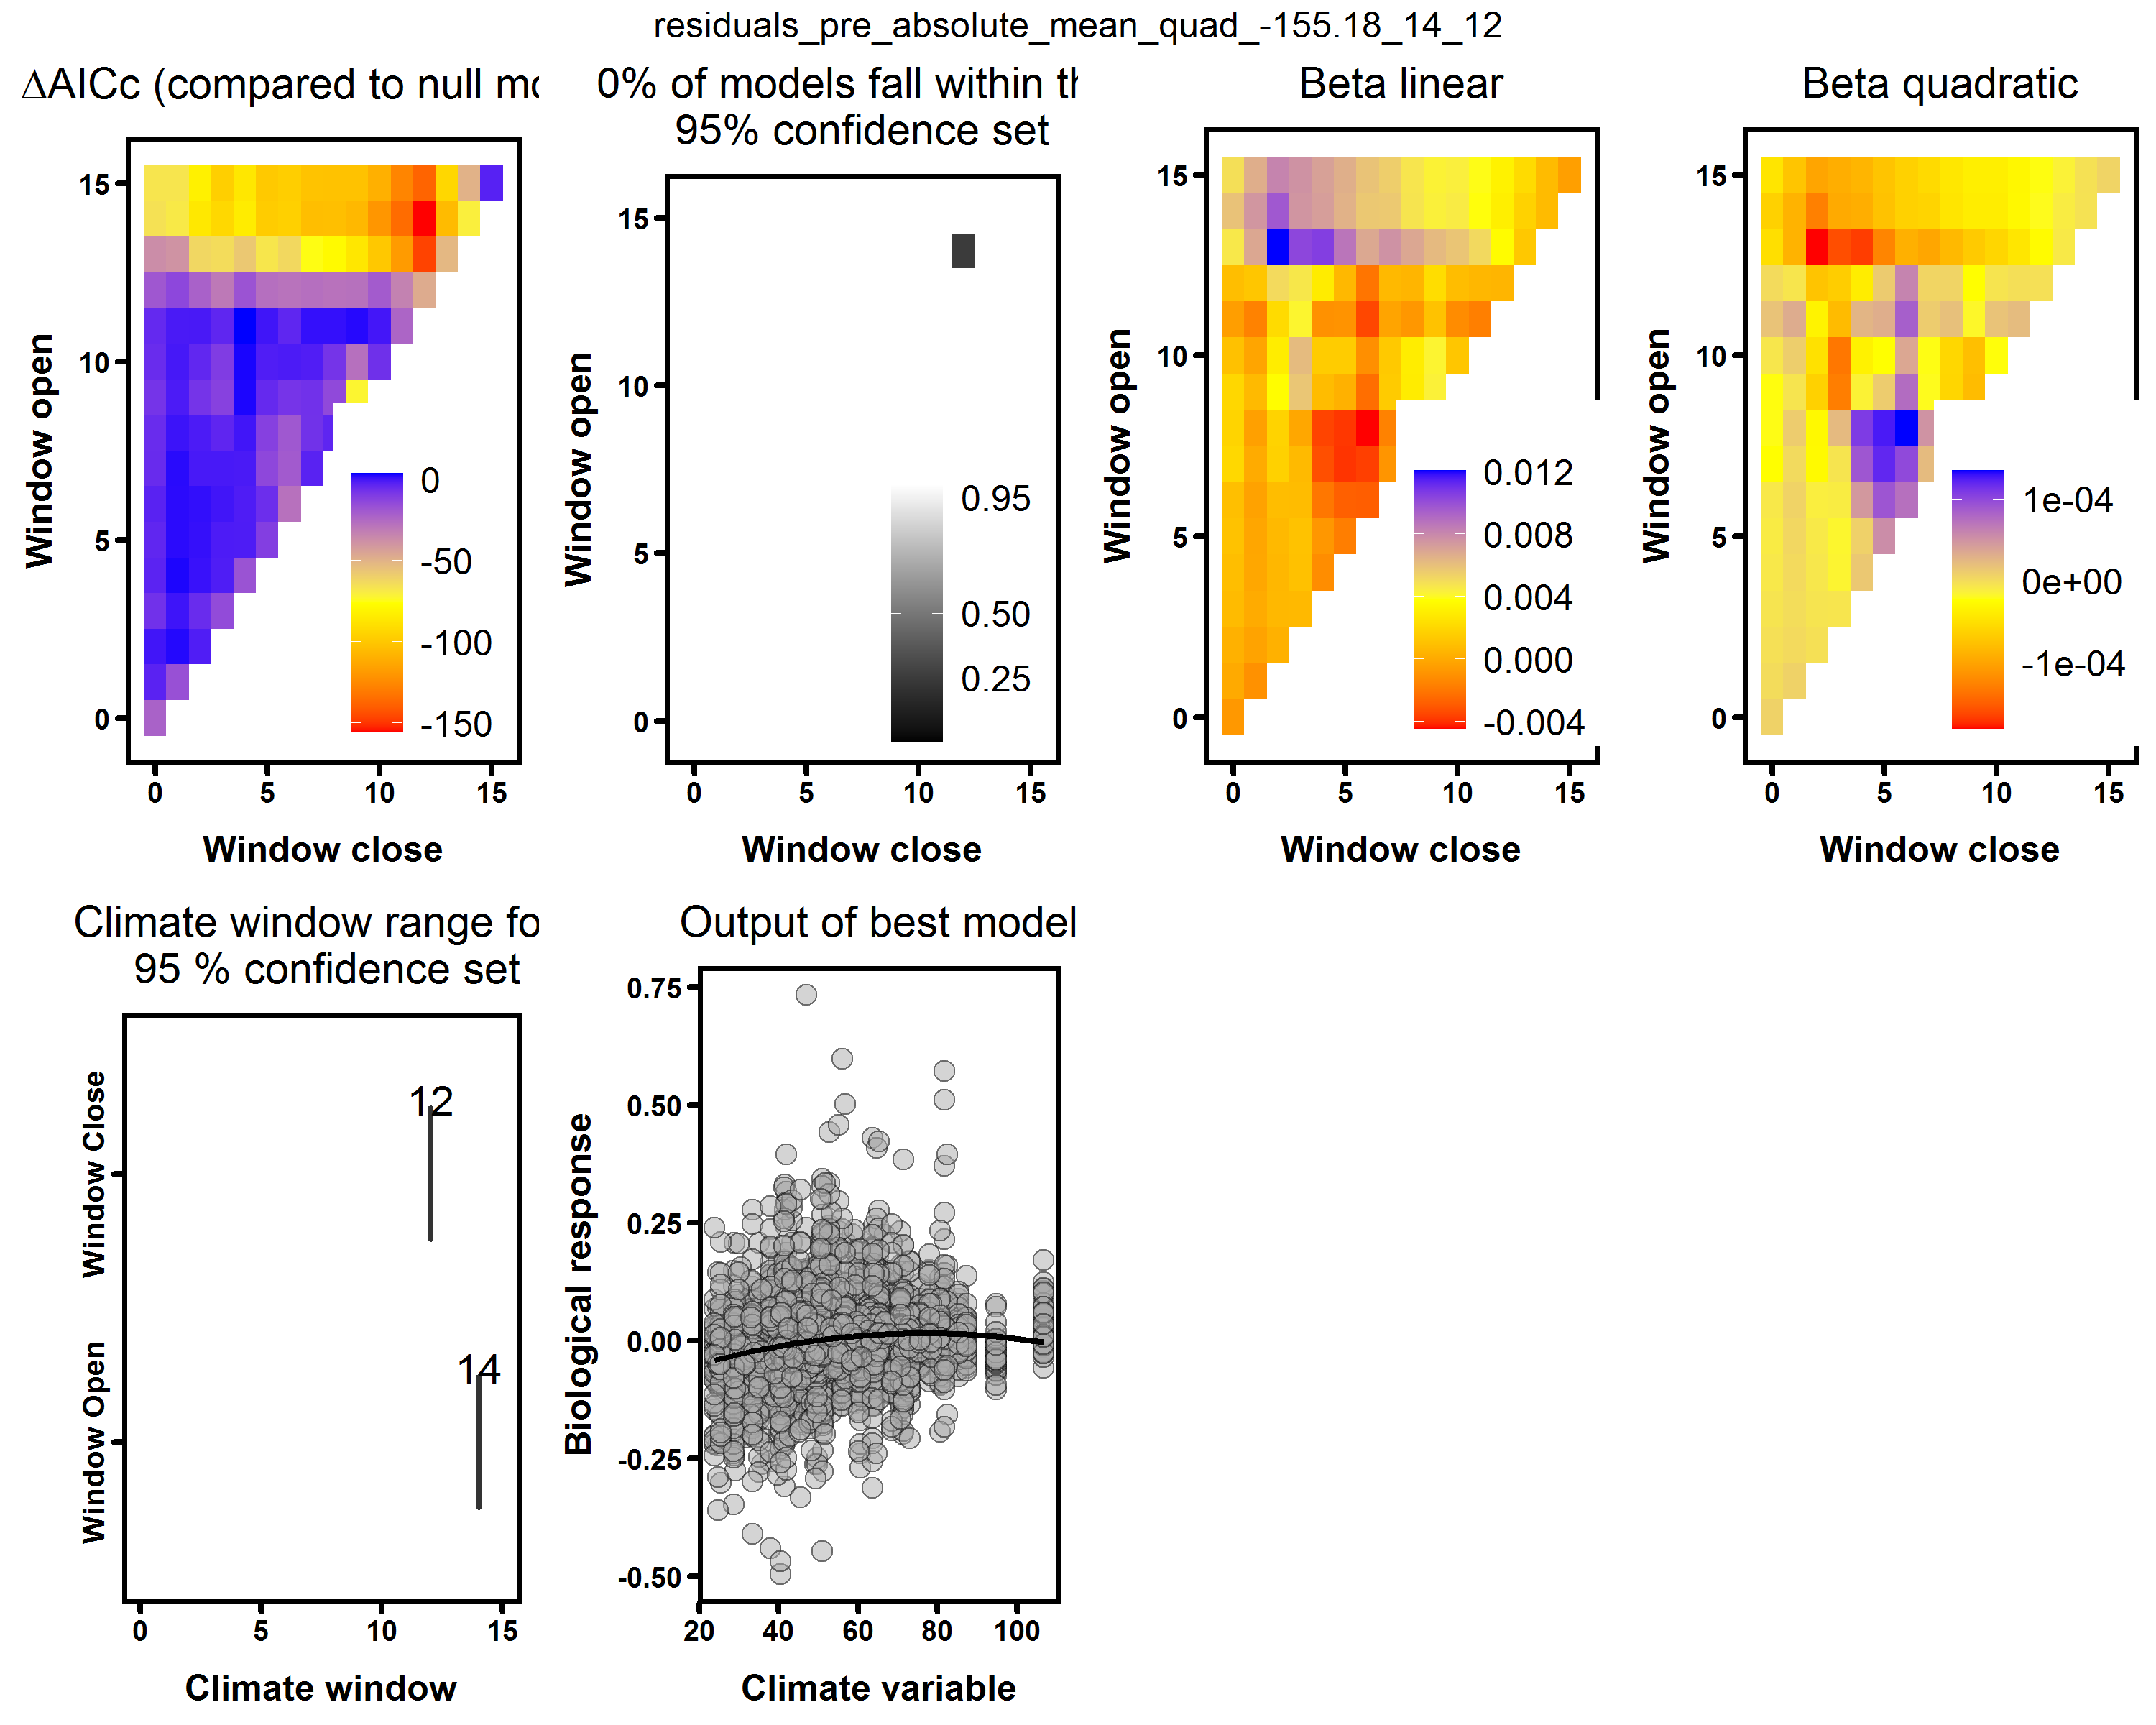 residuals_pre_absolute_mean_quad_-155.18_14_12
ΔAICc (compared to null mo
15
10
5
0
0
-50
-100
-150
0 5 10 15
Window open
Window close
0% of models fall within th
95% confidence set
15
10
5
0
0.95
0.50
0.25
0 5 10 15
Window open
Window close
Beta linear
15
10
5
0
0.012
0.008
0.004
0.000
-0.004
0 5 10 15
Window open
Window close
Beta quadratic
15
10
5
0
1e-04
0e+00
-1e-04
0 5 10 15
Window open
Window close
Climate window range fo
95 % confidence set
Window Close
Window Open
12
14
0 5 10 15
Climate window
Output of best model
0.75
0.50
0.25
0.00
-0.25
-0.50
20 40 60 80 100
Biological response
Climate variable